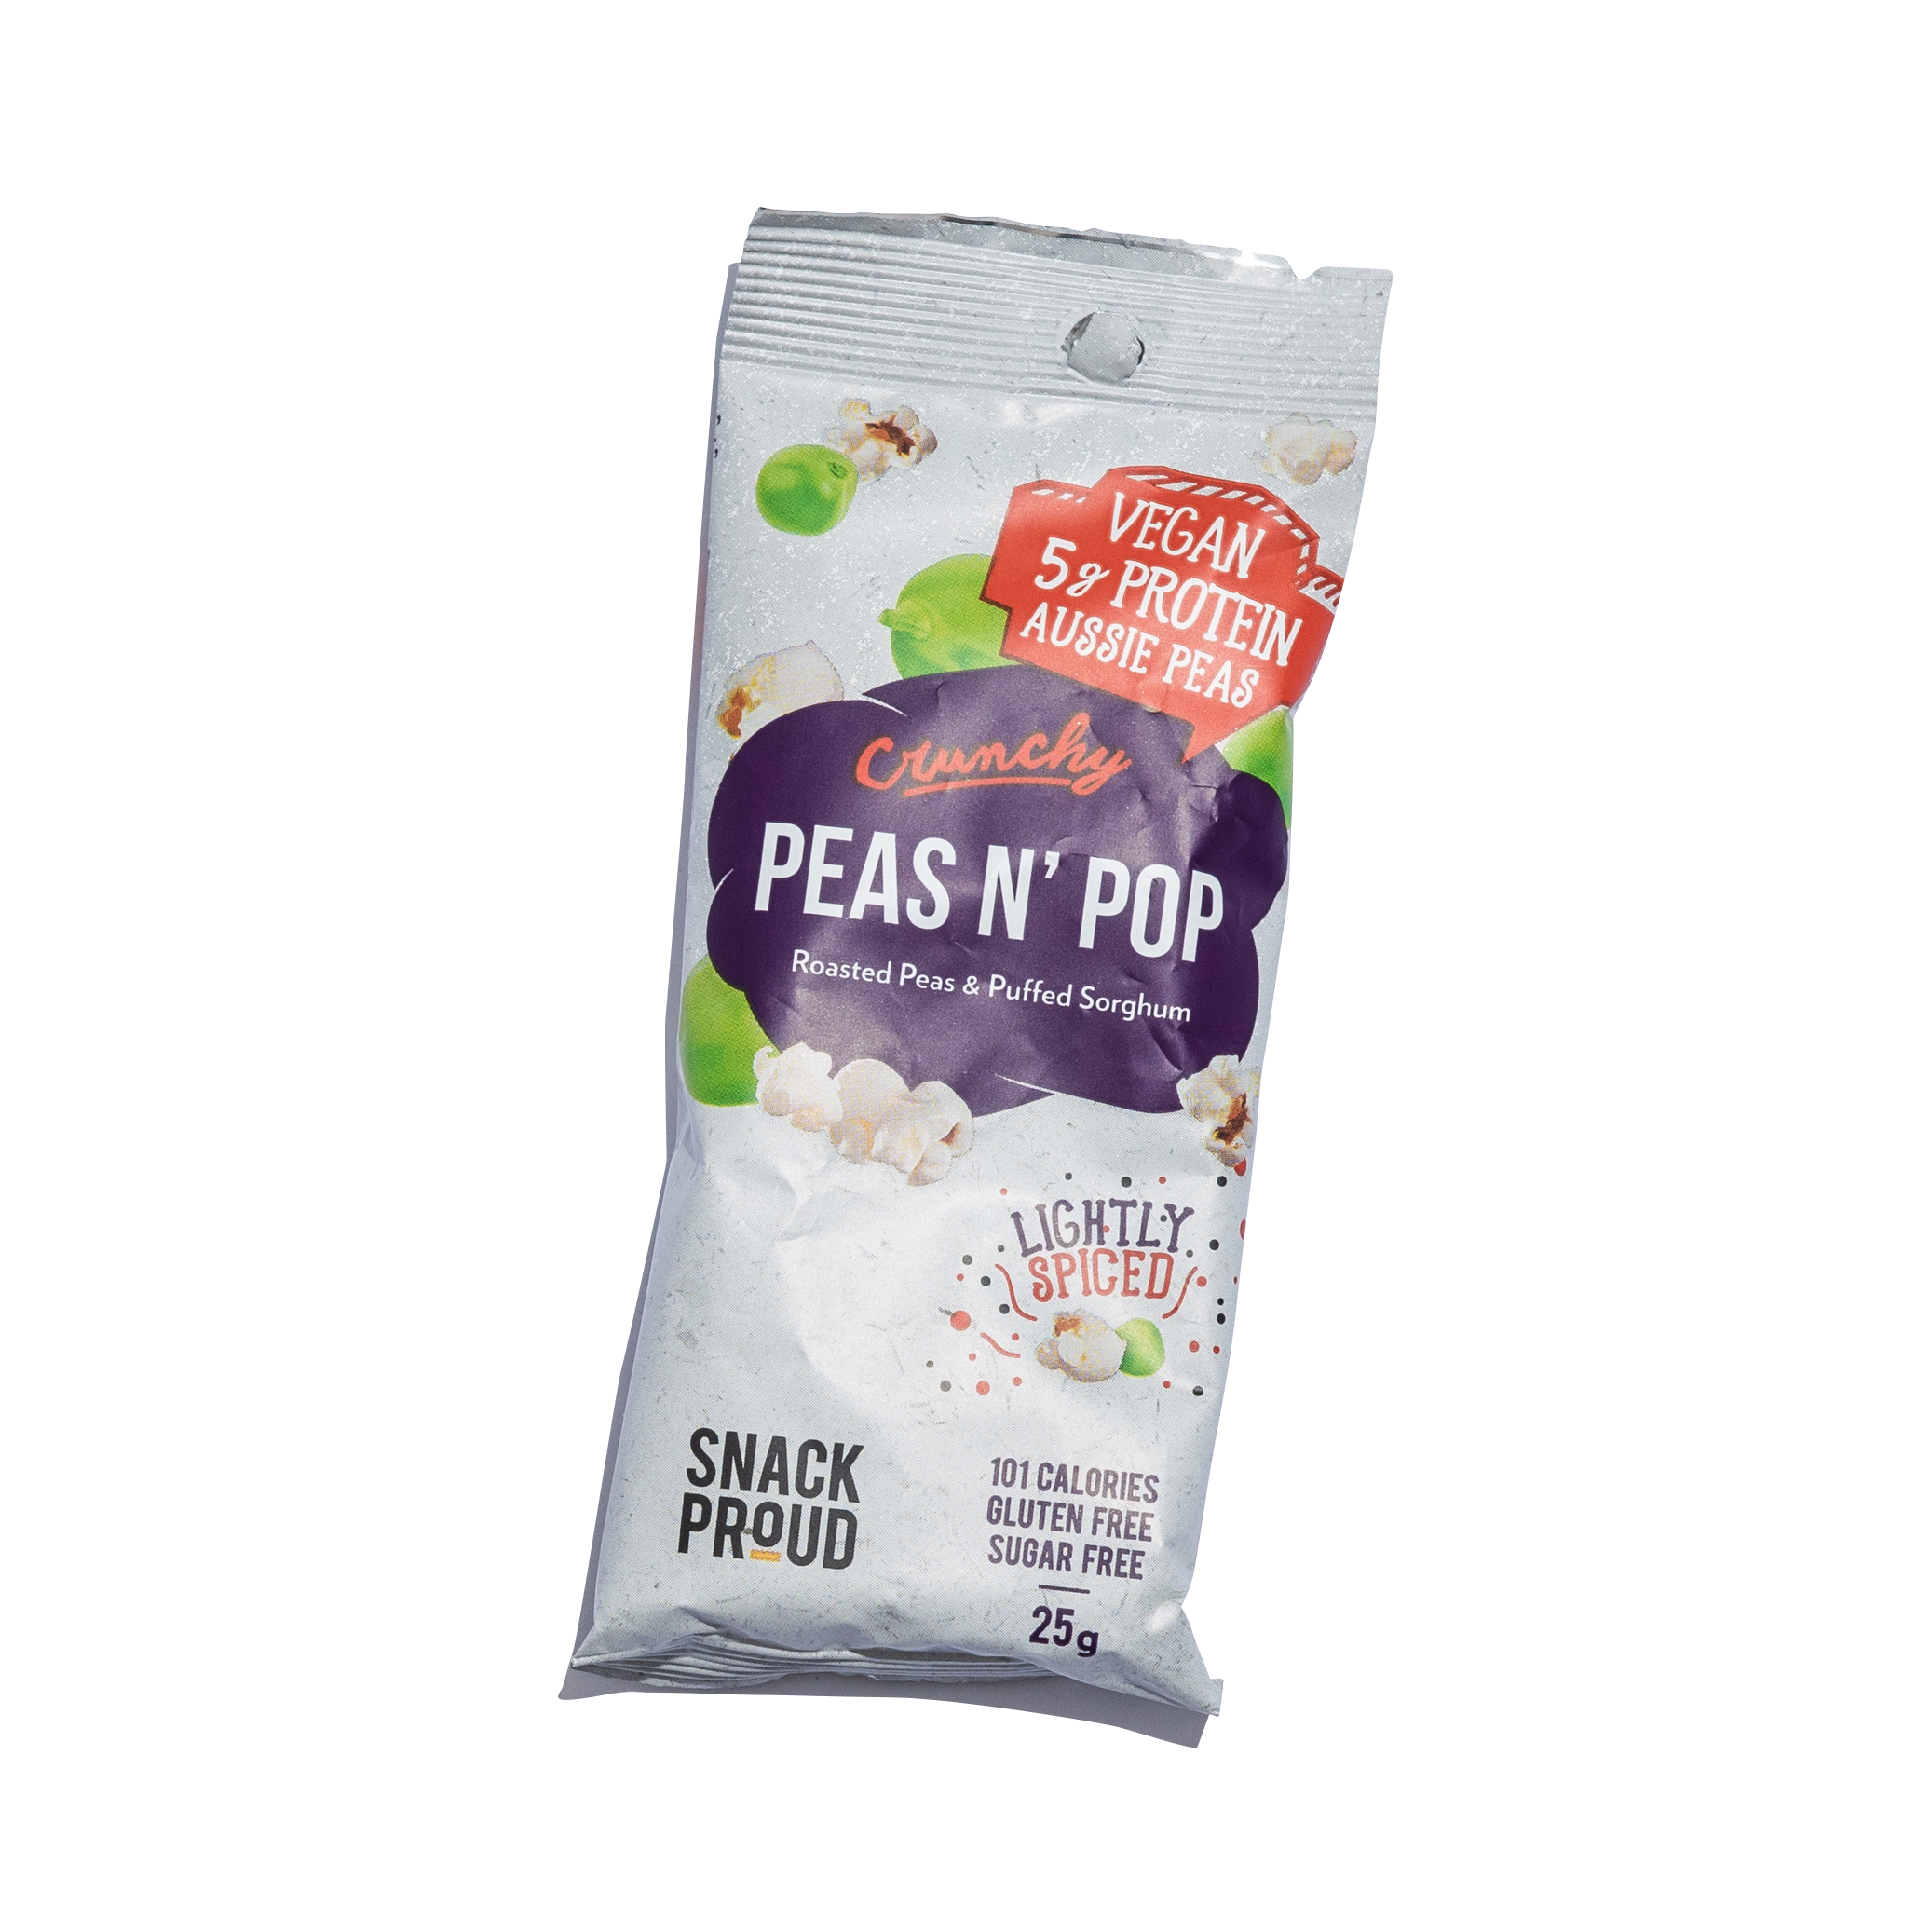 VEGAN
5g PROTEIN
AUSSIE PEAS
Crunchy
PEAS N' POP
Roasted Peas & Puffed Sorghum
LIGHTLY
SPICED
SNACK
PROUD
101 CALORIES
GLUTEN FREE
SUGAR FREE
25g